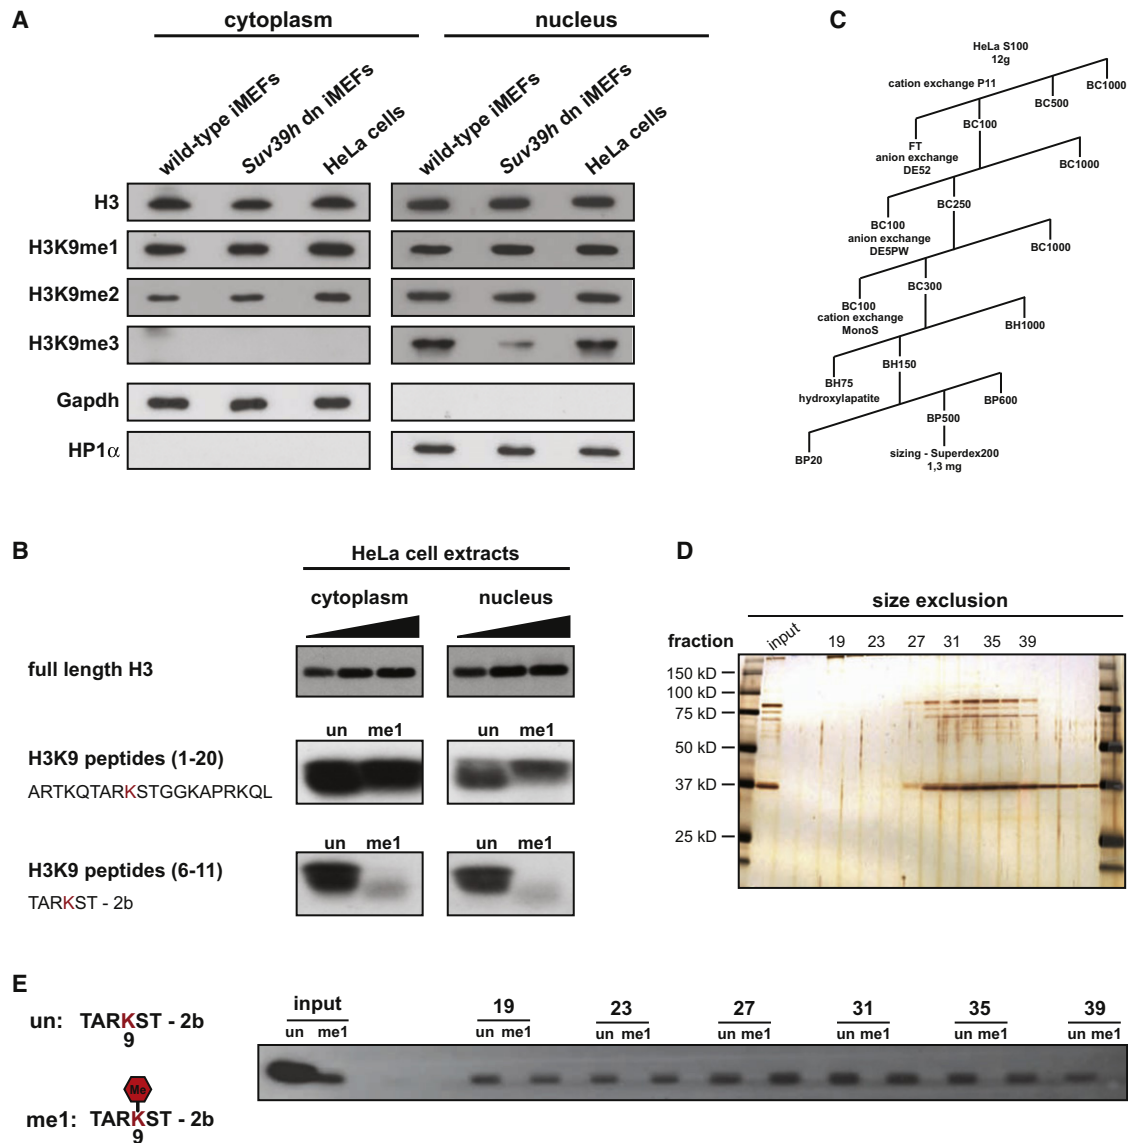 A
cytoplasm
nucleus
wild-type iMEFs
Suv39h dn iMEFs
HeLa cells
wild-type iMEFs
Suv39h dn iMEFs
HeLa cells
H3
H3K9me1
H3K9me2
H3K9me3
Gapdh
HP1α
C
HeLa S100
12g
cation exchange P11
BC1000
BC500
BC100
FT
anion exchange
DE52
BC1000
BC250
BC100
anion exchange
DE5PW
BC1000
BC300
BC100
cation exchange
MonoS
BH1000
BH150
BH75
hydroxylapatite
BP600
BP500
BP20
sizing - Superdex200
1,3 mg
B
HeLa cell extracts
cytoplasm
nucleus
full length H3
un me1
un me1
H3K9 peptides (1-20)
ARTKQTARKSTGGKAPRKQL
un me1
un me1
H3K9 peptides (6-11)
TARKST - 2b
D
size exclusion
fraction input 19 23 27 31 35 39
150 kD
100 kD
75 kD
50 kD
37 kD
25 kD
E
un: TARKST - 2b
9
Me
me1: TARKST - 2b
9
input 19 23 27 31 35 39
un me1 un me1 un me1 un me1 un me1 un me1 un me1